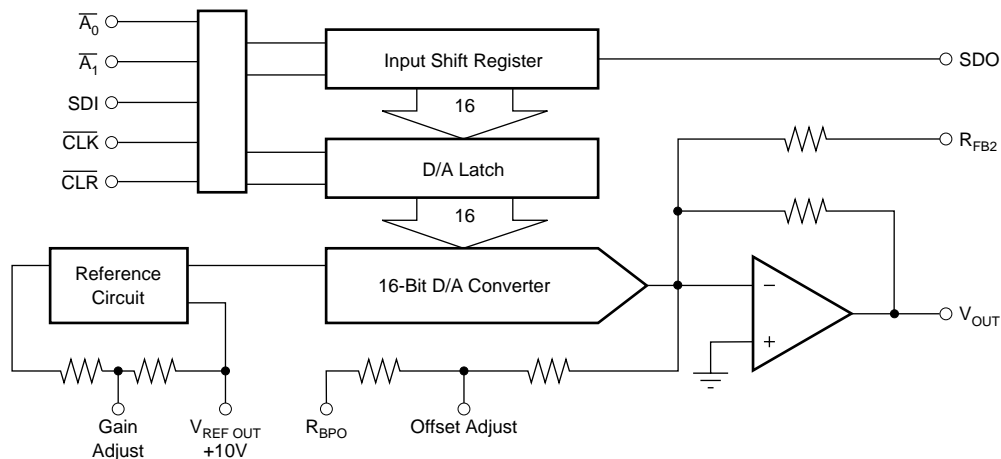 A0
A1
SDI
CLK
CLR
Input Shift Register
SDO
16
RFB2
D/A Latch
16
Reference
Circuit
16-Bit D/A Converter
−
+
VOUT
Gain
Adjust
VREF OUT
+10V
RBPO
Offset Adjust